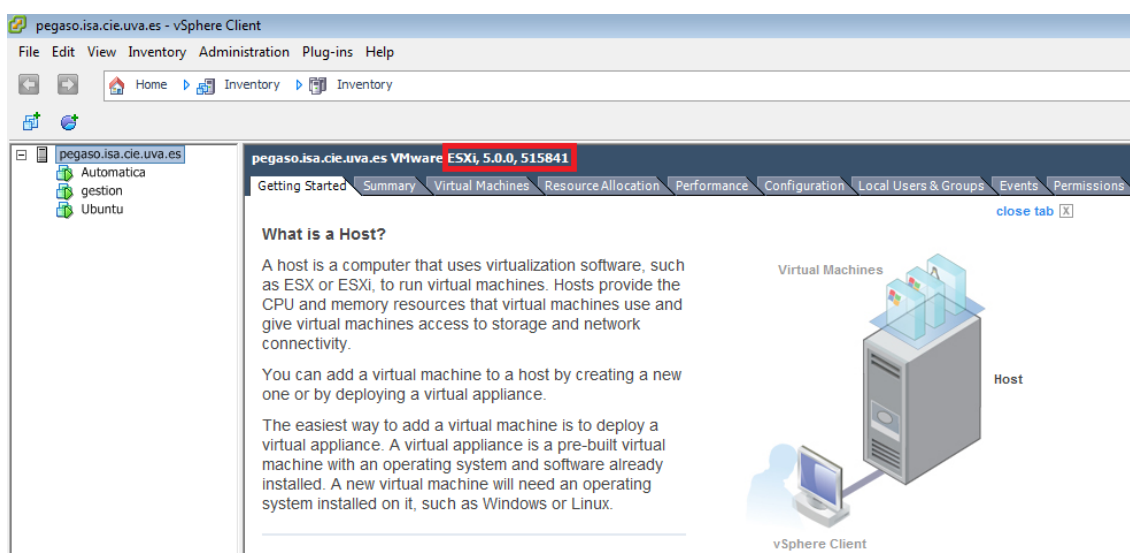 pegaso.isa.cie.uva.es - vSphere Client
File Edit View Inventory Administration Plug-ins Help
Home Inventory Inventory
pegaso.isa.cie.uva.es
Automatica
gestion
Ubuntu
pegaso.isa.cie.uva.es VMware ESXi, 5.0.0, 515841
Getting Started Summary Virtual Machines Resource Allocation Performance Configuration Local Users & Groups Events Permissions
close tab X
What is a Host?
A host is a computer that uses virtualization software, such
as ESX or ESXi, to run virtual machines. Hosts provide the
CPU and memory resources that virtual machines use and
give virtual machines access to storage and network
connectivity.
You can add a virtual machine to a host by creating a new
one or by deploying a virtual appliance.
The easiest way to add a virtual machine is to deploy a
virtual appliance. A virtual appliance is a pre-built virtual
machine with an operating system and software already
installed. A new virtual machine will need an operating
system installed on it, such as Windows or Linux.
Virtual Machines
Host
vSphere Client